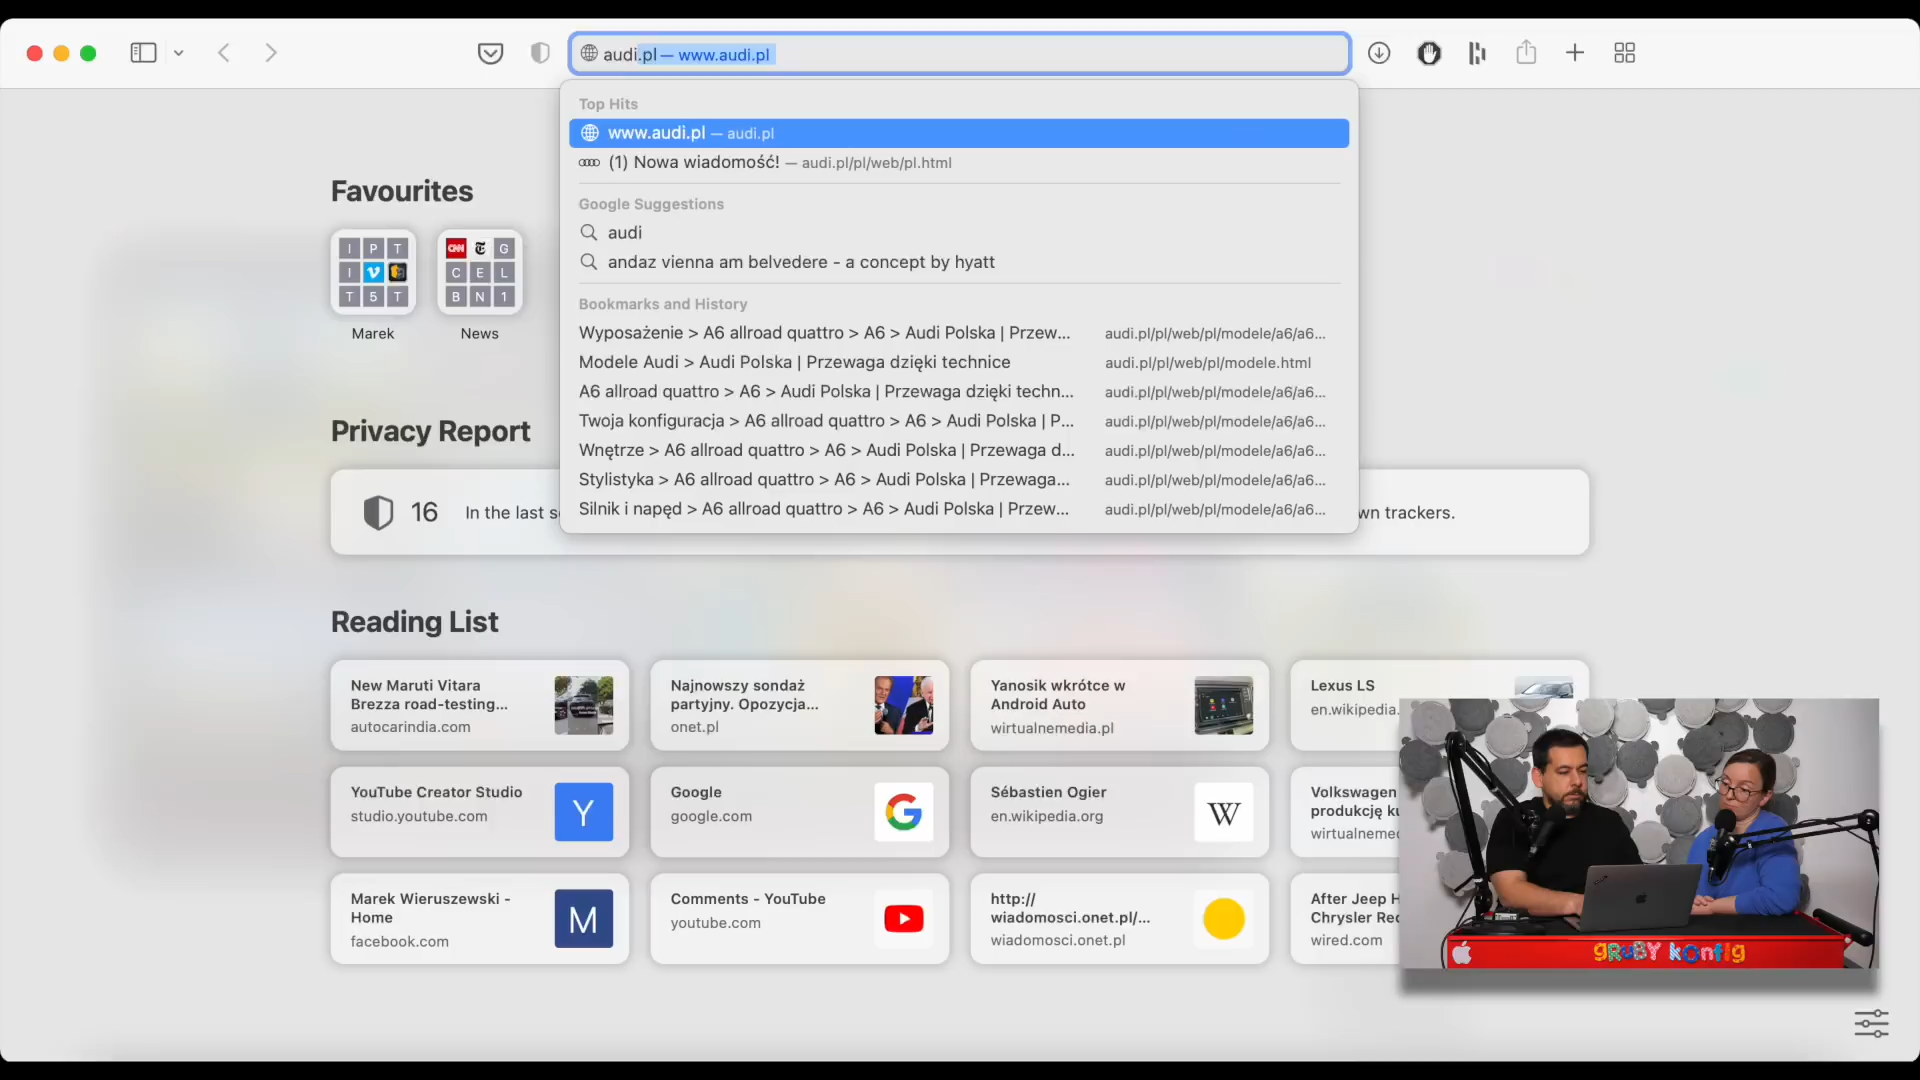 audi.pl — www.audi.pl
Top Hits
www.audi.pl — audi.pl
(1) Nowa wiadomość! — audi.pl/pl/web/pl.html
Google Suggestions
audi
andaz vienna am belvedere - a concept by hyatt
Bookmarks and History
Wyposażenie > A6 allroad quattro > A6 > Audi Polska | Przew... audi.pl/pl/web/pl/modele/a6/a6...
Modele Audi > Audi Polska | Przewaga dzięki technice audi.pl/pl/web/pl/modele.html
A6 allroad quattro > A6 > Audi Polska | Przewaga dzięki techn... audi.pl/pl/web/pl/modele/a6/a6...
Twoja konfiguracja > A6 allroad quattro > A6 > Audi Polska | P... audi.pl/pl/web/pl/modele/a6/a6...
Wnętrze > A6 allroad quattro > A6 > Audi Polska | Przewaga d... audi.pl/pl/web/pl/modele/a6/a6...
Stylistyka > A6 allroad quattro > A6 > Audi Polska | Przewaga... audi.pl/pl/web/pl/modele/a6/a6...
Silnik i napęd > A6 allroad quattro > A6 > Audi Polska | Przew... audi.pl/pl/web/pl/modele/a6/a6...
Favourites
I P T
I V
T 5 T
Marek
CNN T G
C E L
B N 1
News
Privacy Report
16 In the last s
wn trackers.
Reading List
New Maruti Vitara
Brezza road-testing...
autocarindia.com
Najnowszy sondaż
partyjny. Opozycja...
onet.pl
Yanosik wkrótce w
Android Auto
wirtualnemedia.pl
Lexus LS
en.wikipedia.
YouTube Creator Studio
studio.youtube.com
Y
Google
google.com
G
Sébastien Ogier
en.wikipedia.org
W
Volkswagen
produkcję ku
wirtualneme
Marek Wieruszewski -
Home
facebook.com
M
Comments - YouTube
youtube.com
http://
wiadomosci.onet.pl/...
wiadomosci.onet.pl
After Jeep H
Chrysler Rec
wired.com
gRuBY kOnfig